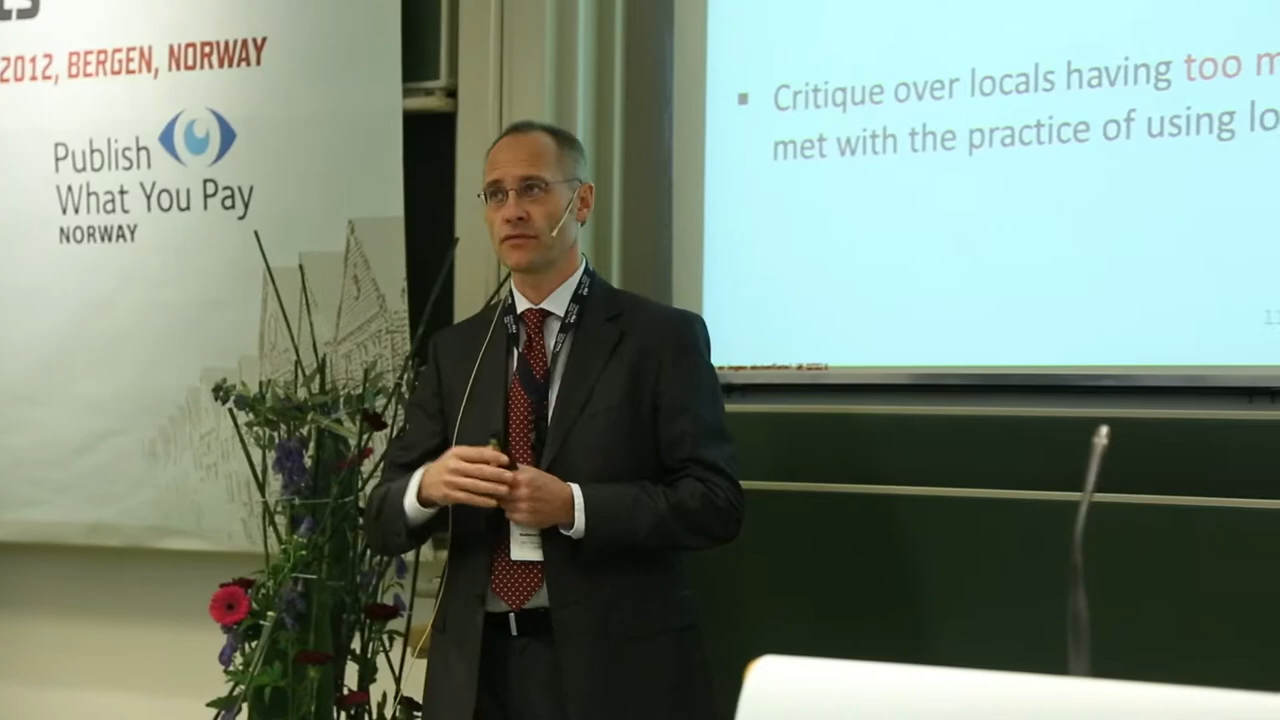 2012, BERGEN, NORWAY
Publish
What You Pay
NORWAY
▪ Critique over locals having too m
met with the practice of using lo